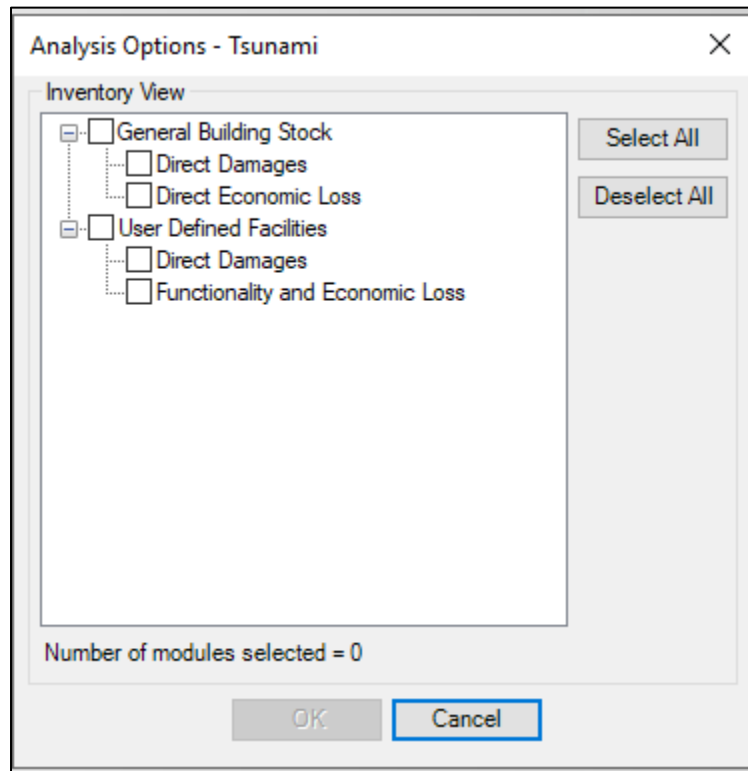 Analysis Options - Tsunami
Inventory View
General Building Stock
Select All
Direct Damages
Direct Economic Loss
Deselect All
User Defined Facilities
Direct Damages
Functionality and Economic Loss
Number of modules selected = 0
OK
Cancel